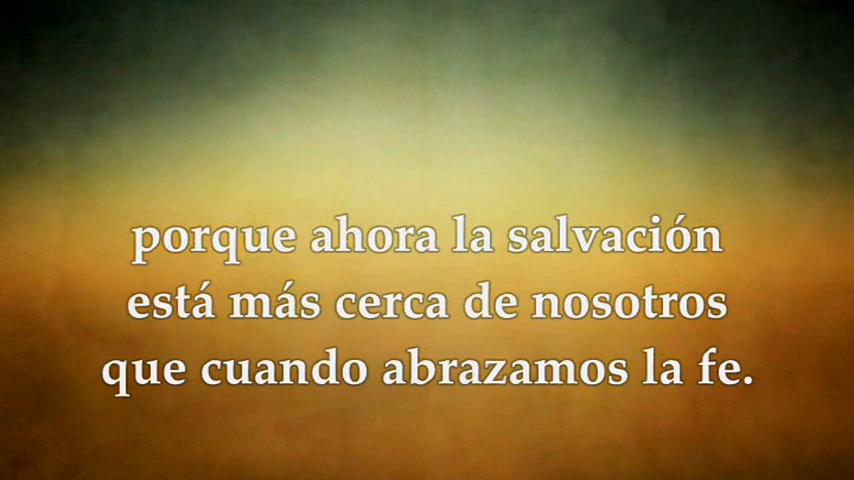 porque ahora la salvación
está más cerca de nosotros
que cuando abrazamos la fe.